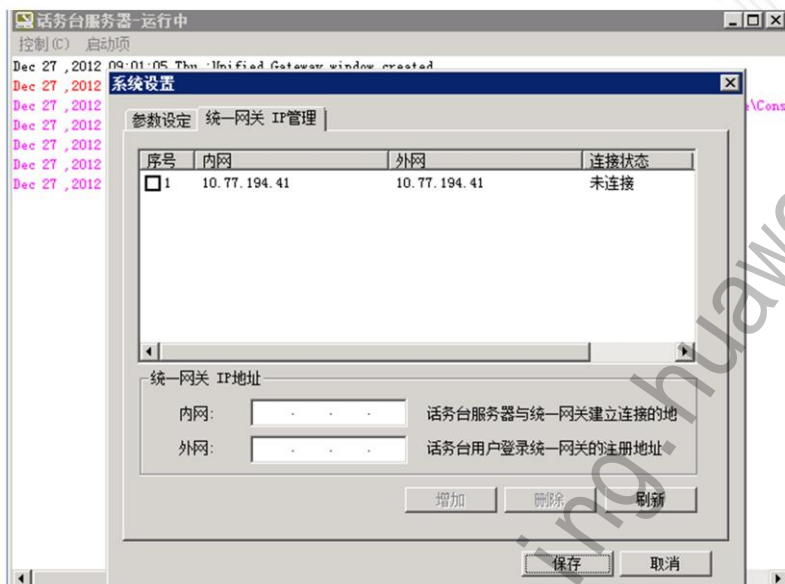 话务台服务器-运行中
控制(C) 启动项
Dec 27 ,2012 09:01:05 Thu :Unified Gateway window created
Dec 27 ,2012
Dec 27 ,2012
Dec 27 ,2012
Dec 27 ,2012
Dec 27 ,2012
Dec 27 ,2012
\Cons
系统设置
参数设定 统一网关 IP管理
序号 内网 外网 连接状态
1 10.77.194.41 10.77.194.41 未连接
统一网关 IP地址
内网: . . . 话务台服务器与统一网关建立连接的地
外网: . . . 话务台用户登录统一网关的注册地址
增加 删除 刷新
保存 取消
ing.huawe